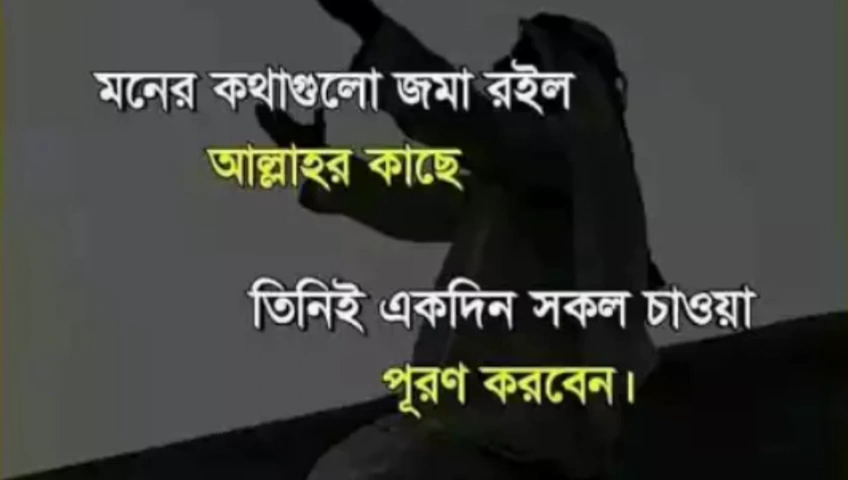 মনের কথাগুলো জমা রইল
আল্লাহর কাছে
তিনিই একদিন সকল চাওয়া
পূরণ করবেন।